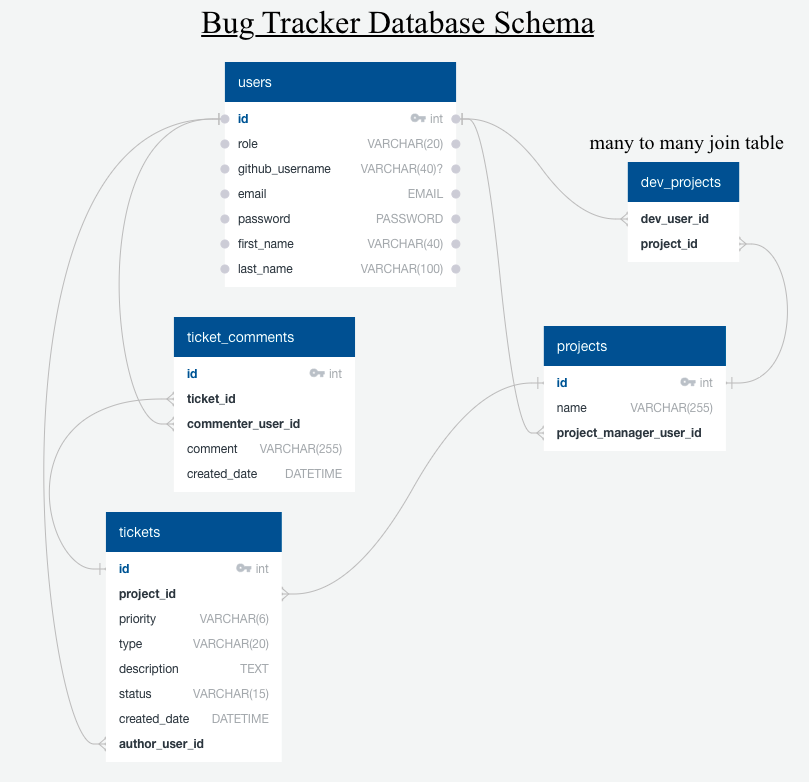 Bug Tracker Database Schema
users
id int
role VARCHAR(20)
github_username VARCHAR(40)?
email EMAIL
password PASSWORD
first_name VARCHAR(40)
last_name VARCHAR(100)
many to many join table
dev_projects
dev_user_id
project_id
ticket_comments
id int
ticket_id
commenter_user_id
comment VARCHAR(255)
created_date DATETIME
projects
id int
name VARCHAR(255)
project_manager_user_id
tickets
id int
project_id
priority VARCHAR(6)
type VARCHAR(20)
description TEXT
status VARCHAR(15)
created_date DATETIME
author_user_id